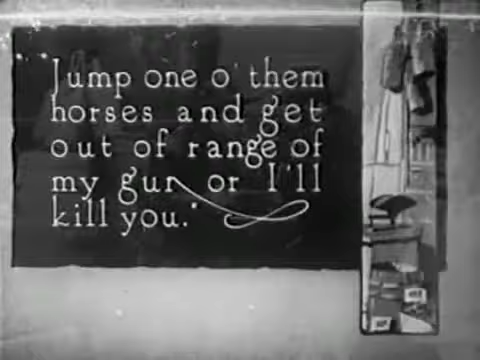 Jump one o' them
horses and get
out of range of
my gun or I'll
kill you."